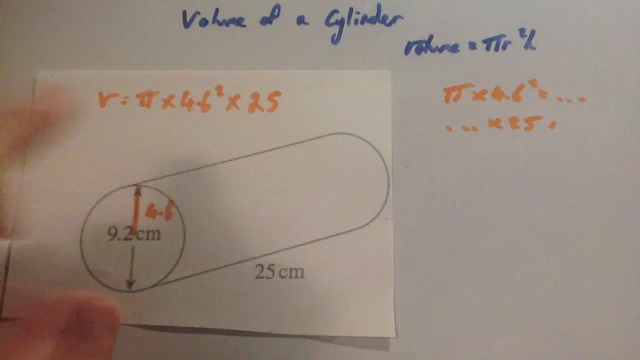 Volume of a Cylinder
volume = πr²h
v = π × 4.6² × 25
π × 4.6² = ...
... × 25 =
4.6
9.2 cm
25 cm